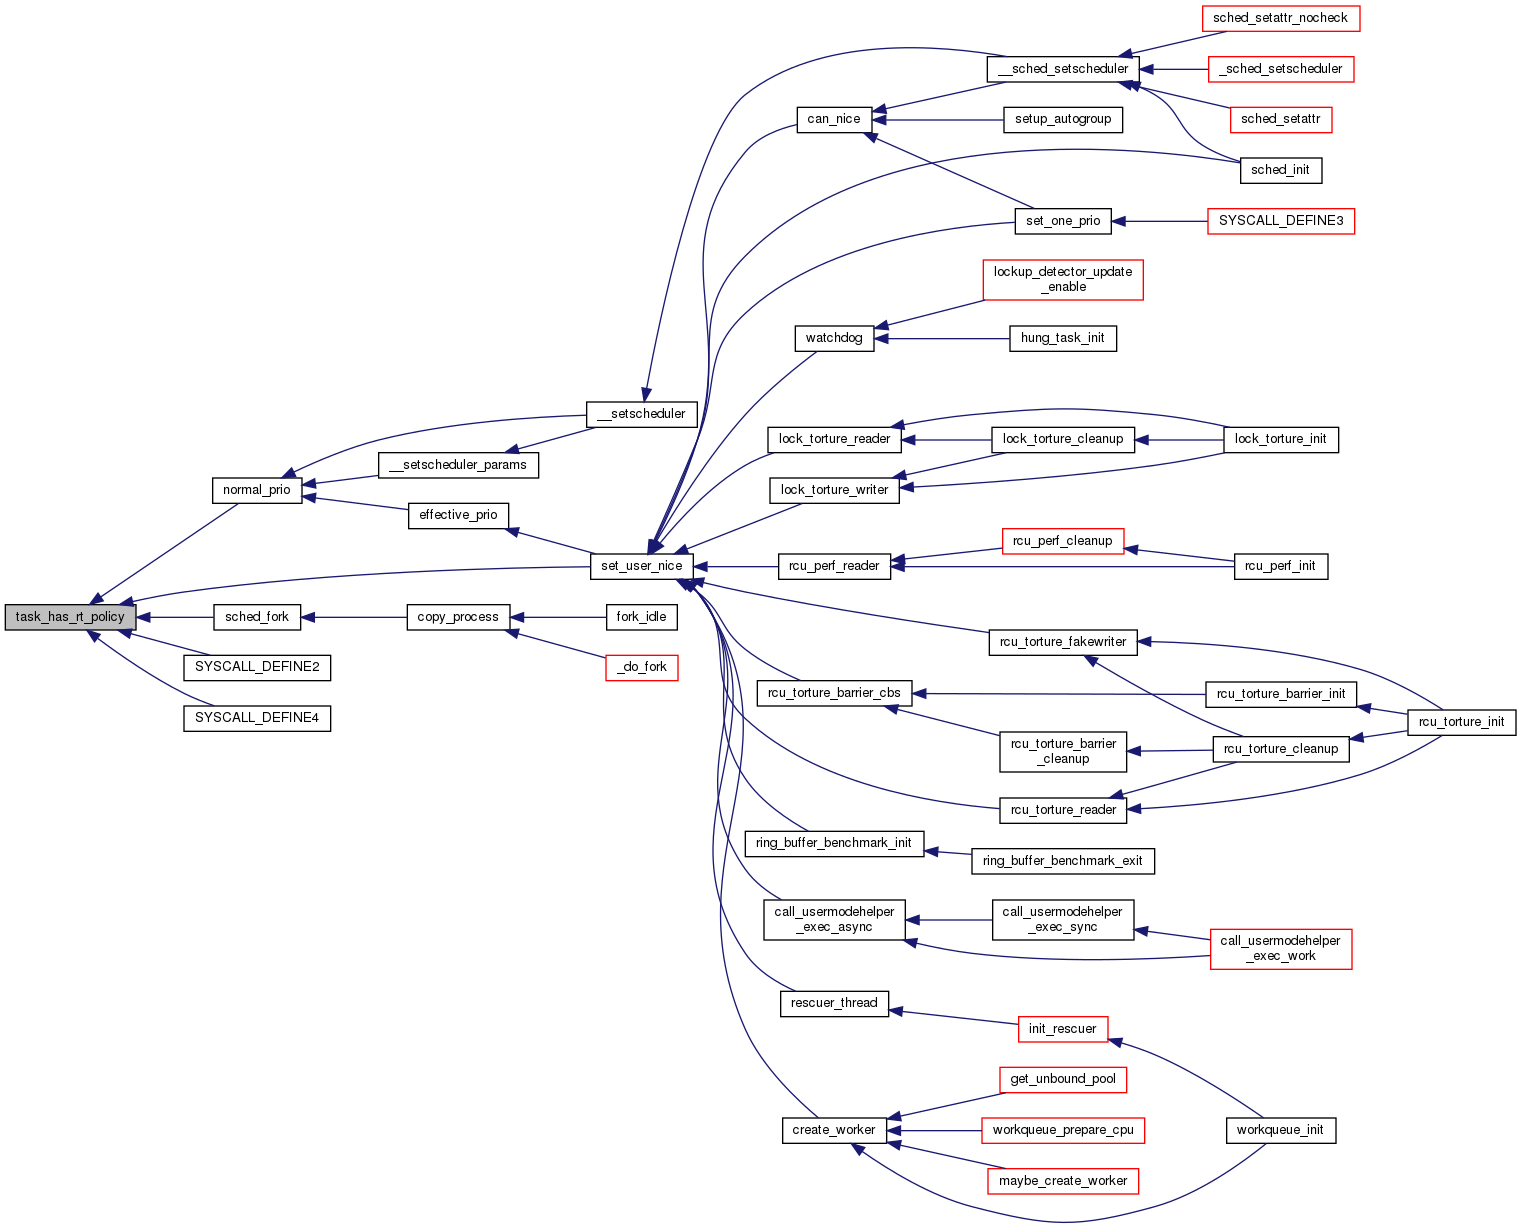 sched_setattr_nocheck
__sched_setscheduler
_sched_setscheduler
can_nice
setup_autogroup
sched_setattr
sched_init
set_one_prio
SYSCALL_DEFINE3
lockup_detector_update
_enable
watchdog
hung_task_init
__setscheduler
lock_torture_reader
lock_torture_cleanup
lock_torture_init
__setscheduler_params
normal_prio
lock_torture_writer
effective_prio
set_user_nice
rcu_perf_reader
rcu_perf_cleanup
rcu_perf_init
task_has_rt_policy
sched_fork
copy_process
fork_idle
rcu_torture_fakewriter
SYSCALL_DEFINE2
_do_fork
rcu_torture_barrier_cbs
rcu_torture_barrier_init
SYSCALL_DEFINE4
rcu_torture_init
rcu_torture_barrier
_cleanup
rcu_torture_cleanup
rcu_torture_reader
ring_buffer_benchmark_init
ring_buffer_benchmark_exit
call_usermodehelper
_exec_async
call_usermodehelper
_exec_sync
call_usermodehelper
_exec_work
rescuer_thread
init_rescuer
get_unbound_pool
create_worker
workqueue_prepare_cpu
workqueue_init
maybe_create_worker